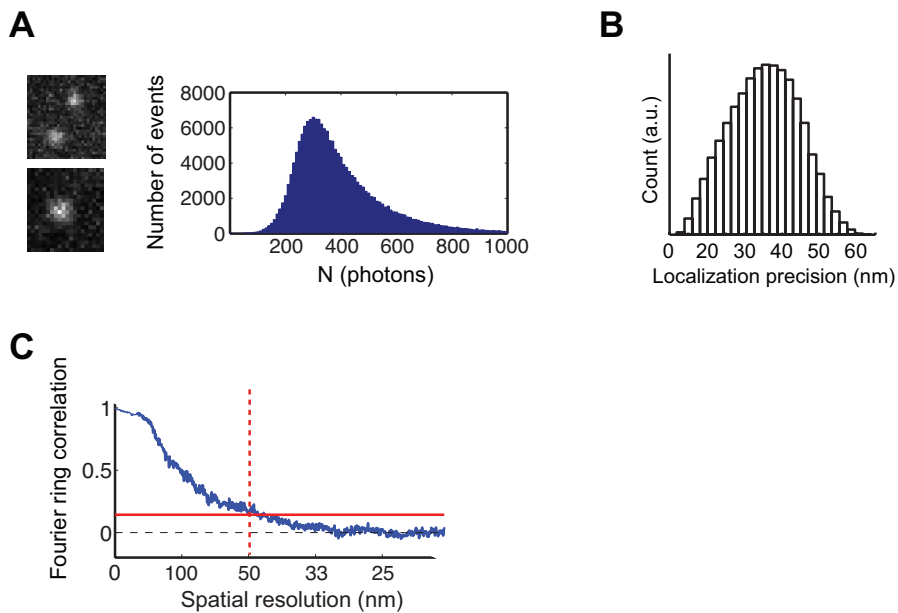 A
B
Number of events
8000
6000
4000
2000
0
200 400 600 800 1000
N (photons)
Count (a.u.)
0 20 30 40 50 60
Localization precision (nm)
C
Fourier ring correlation
1
0.5
0
0 100 50 33 25
Spatial resolution (nm)